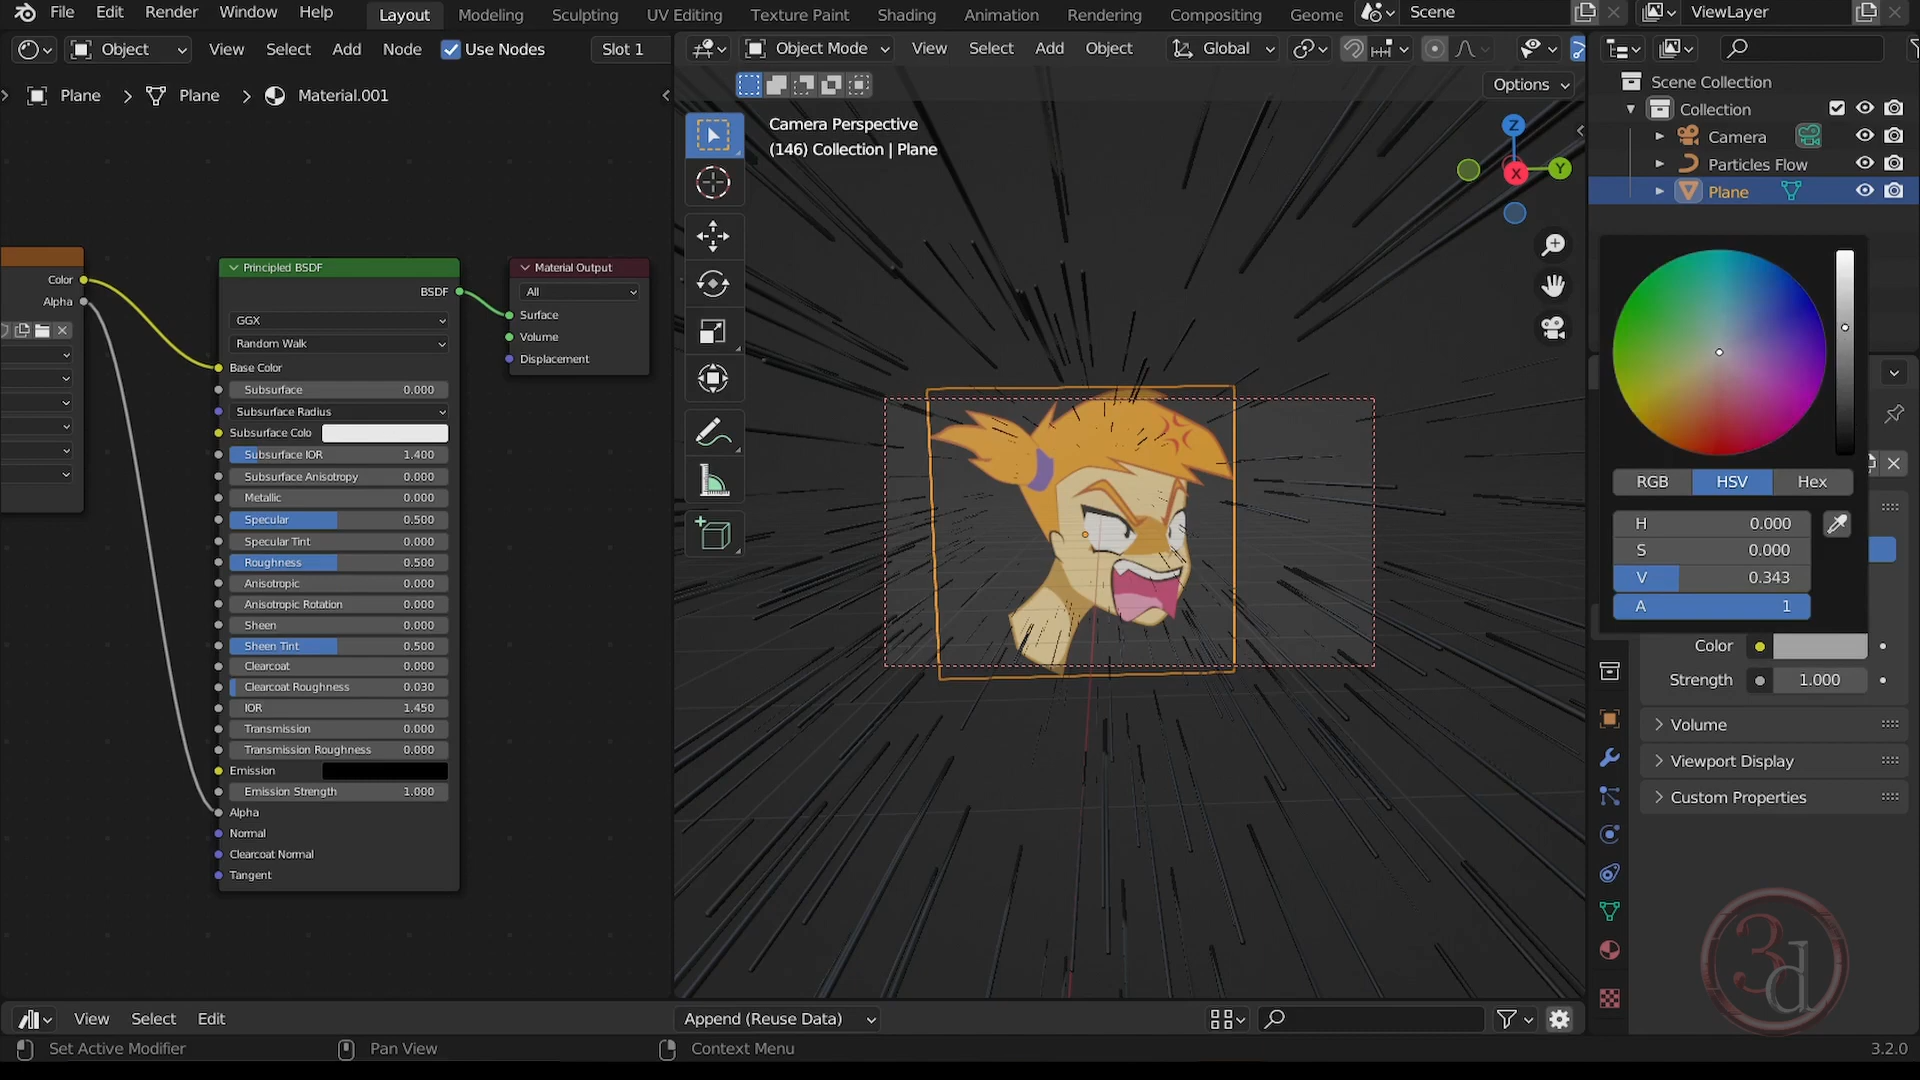 File Edit Render Window Help Layout Modeling Sculpting UV Editing Texture Paint Shading Animation Rendering Compositing Geome Scene ViewLayer
Object View Select Add Node Use Nodes Slot 1 Object Mode View Select Add Object Global
Options
Plane Plane Material.001
Camera Perspective
(146) Collection | Plane
Z
Y
X
Scene Collection
Collection
Camera
Particles Flow
Plane
Color
Alpha
Principled BSDF
BSDF
GGX
Random Walk
Base Color
Subsurface 0.000
Subsurface Radius
Subsurface Colo
Subsurface IOR 1.400
Subsurface Anisotropy 0.000
Metallic 0.000
Specular 0.500
Specular Tint 0.000
Roughness 0.500
Anisotropic 0.000
Anisotropic Rotation 0.000
Sheen 0.000
Sheen Tint 0.500
Clearcoat 0.000
Clearcoat Roughness 0.030
IOR 1.450
Transmission 0.000
Transmission Roughness 0.000
Emission
Emission Strength 1.000
Alpha
Normal
Clearcoat Normal
Tangent
Material Output
All
Surface
Volume
Displacement
RGB HSV Hex
H 0.000
S 0.000
V 0.343
A 1
Color
Strength 1.000
Volume
Viewport Display
Custom Properties
3d
View Select Edit Append (Reuse Data)
Set Active Modifier Pan View Context Menu 3.2.0